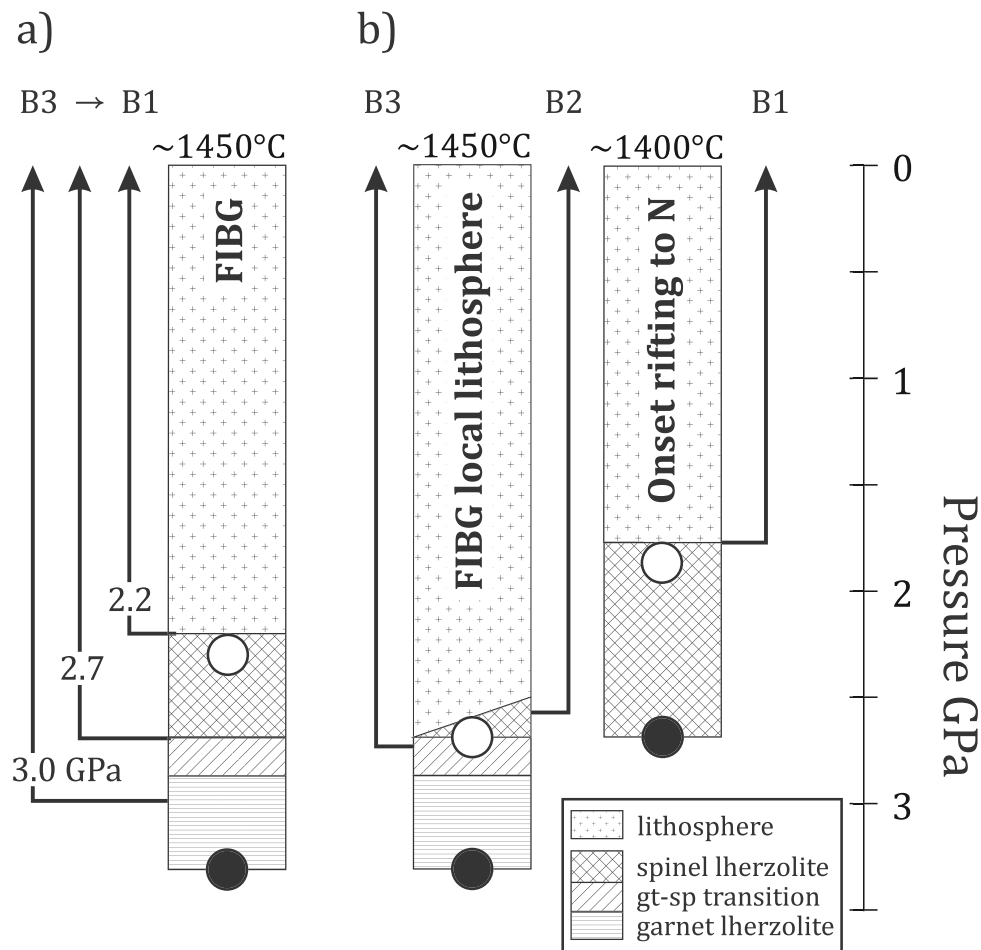 a)
b)
B3 → B1
B3
B2
B1
~1450°C
~1450°C
~1400°C
FIBG
FIBG local lithosphere
Onset rifting to N
0
1
2
3
Pressure GPa
2.2
2.7
3.0 GPa
lithosphere
spinel lherzolite
gt-sp transition
garnet lherzolite